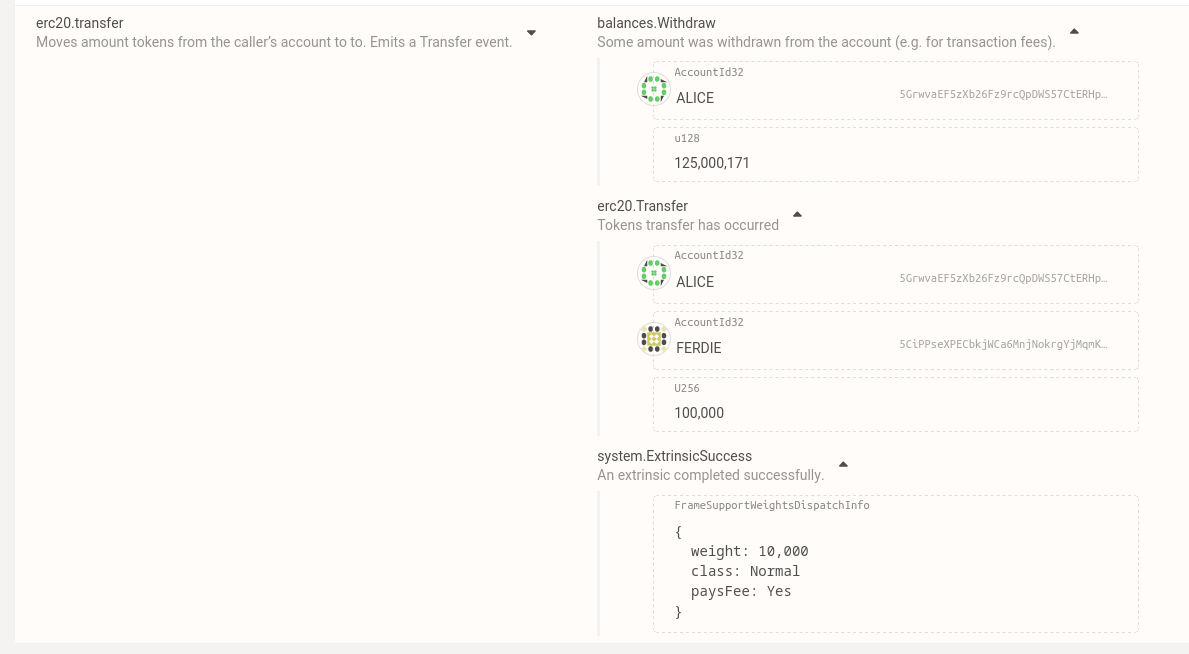 erc20.transfer
Moves amount tokens from the caller’s account to to. Emits a Transfer event.
balances.Withdraw
Some amount was withdrawn from the account (e.g. for transaction fees).
AccountId32
ALICE 5GrwvaEF5zXb26Fz9rcQpDWS57CtERHp…
u128
125,000,171
erc20.Transfer
Tokens transfer has occurred
AccountId32
ALICE 5GrwvaEF5zXb26Fz9rcQpDWS57CtERHp…
AccountId32
FERDIE 5CiPPseXPECbkjWCa6MnjNokrgYjMqmK…
U256
100,000
system.ExtrinsicSuccess
An extrinsic completed successfully.
FrameSupportWeightsDispatchInfo
{
weight: 10,000
class: Normal
paysFee: Yes
}